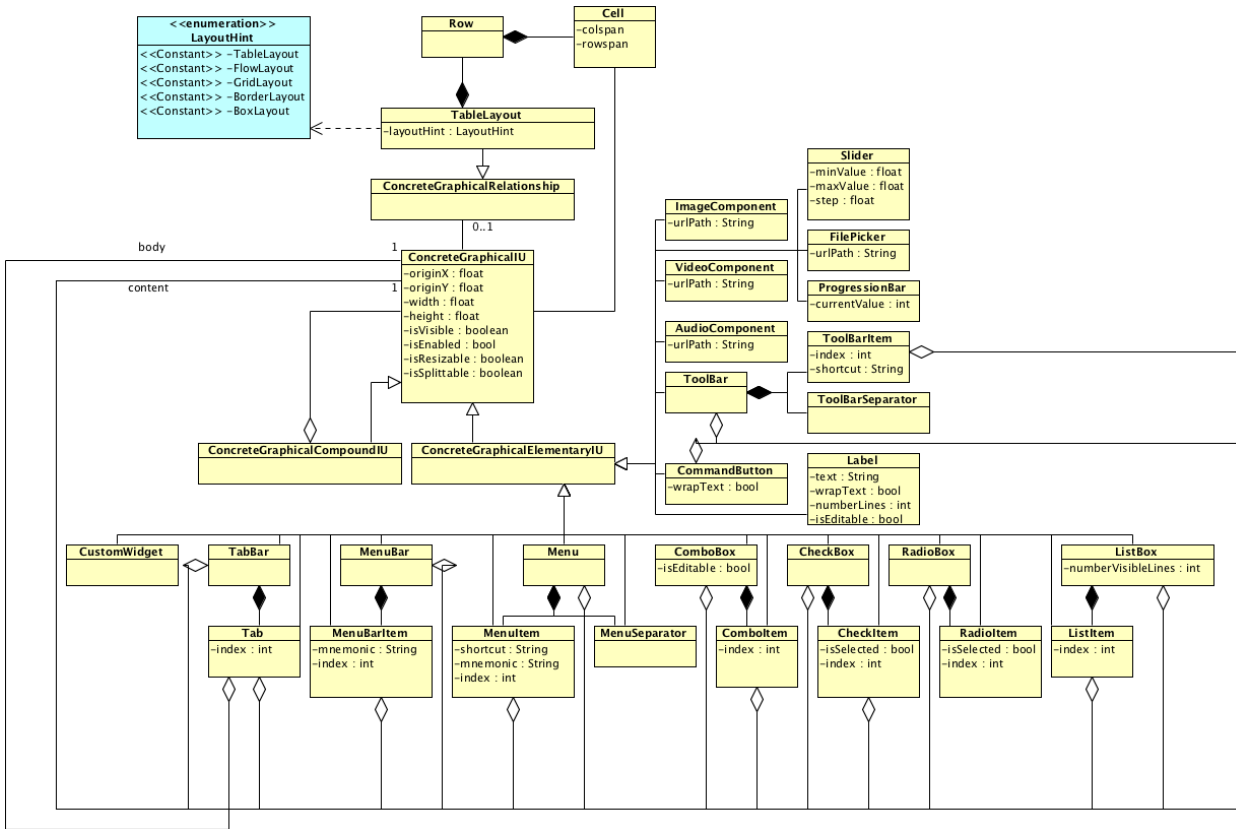 <<enumeration>>
LayoutHint
<<Constant>> -TableLayout
<<Constant>> -FlowLayout
<<Constant>> -GridLayout
<<Constant>> -BorderLayout
<<Constant>> -BoxLayout
Row
Cell
-colspan
-rowspan
TableLayout
-layoutHint : LayoutHint
ConcreteGraphicalRelationship
0..1
body
1
content
1
ConcreteGraphicalIU
-originX : float
-originY : float
-width : float
-height : float
-isVisible : boolean
-isEnabled : bool
-isResizable : boolean
-isSplittable : boolean
ConcreteGraphicalCompoundIU
ConcreteGraphicalElementaryIU
ImageComponent
-urlPath : String
VideoComponent
-urlPath : String
AudioComponent
-urlPath : String
ToolBar
CommandButton
-wrapText : bool
Slider
-minValue : float
-maxValue : float
-step : float
FilePicker
-urlPath : String
ProgressionBar
-currentValue : int
ToolBarItem
-index : int
-shortcut : String
ToolBarSeparator
Label
-text : String
-wrapText : bool
-numberLines : int
-isEditable : bool
CustomWidget
TabBar
MenuBar
Menu
ComboBox
-isEditable : bool
CheckBox
RadioBox
ListBox
-numberVisibleLines : int
Tab
-index : int
MenuBarItem
-mnemonic : String
-index : int
MenuItem
-shortcut : String
-mnemonic : String
-index : int
MenuSeparator
ComboItem
-index : int
CheckItem
-isSelected : bool
-index : int
RadioItem
-isSelected : bool
-index : int
ListItem
-index : int